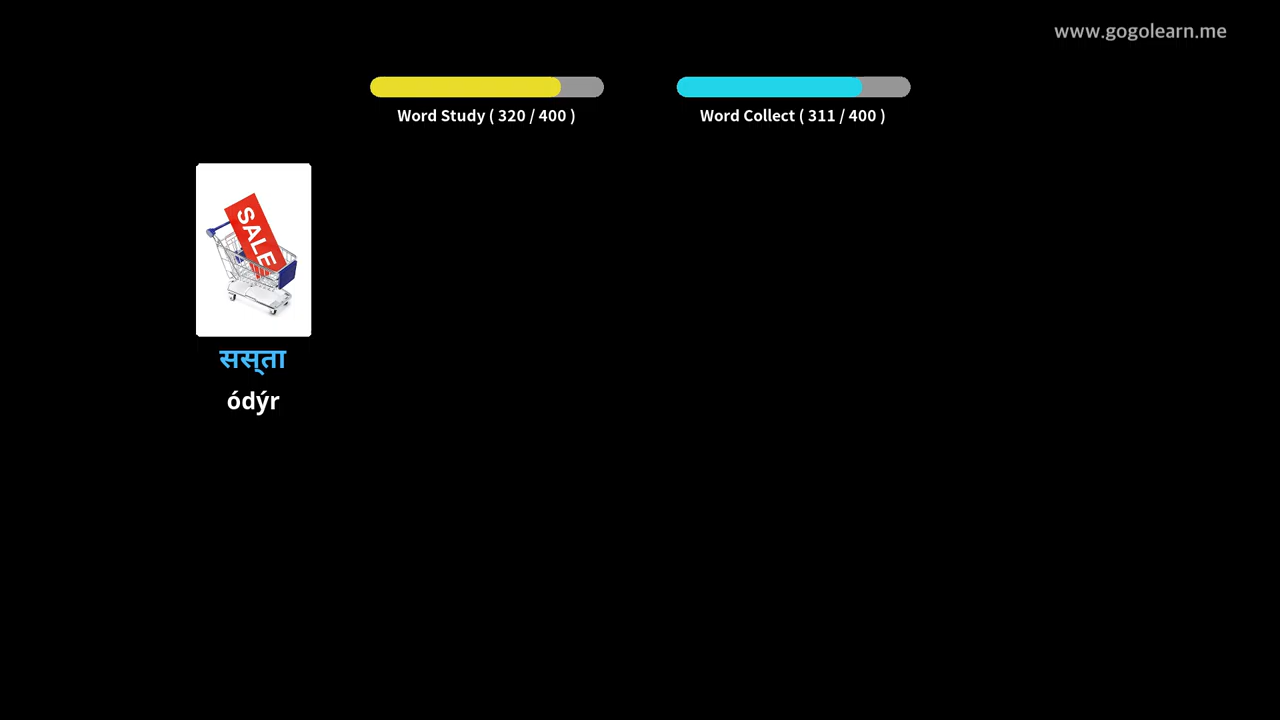 www.gogolearn.me
Word Study ( 320 / 400 )
Word Collect ( 311 / 400 )
SALE
सस्ता
ódýr